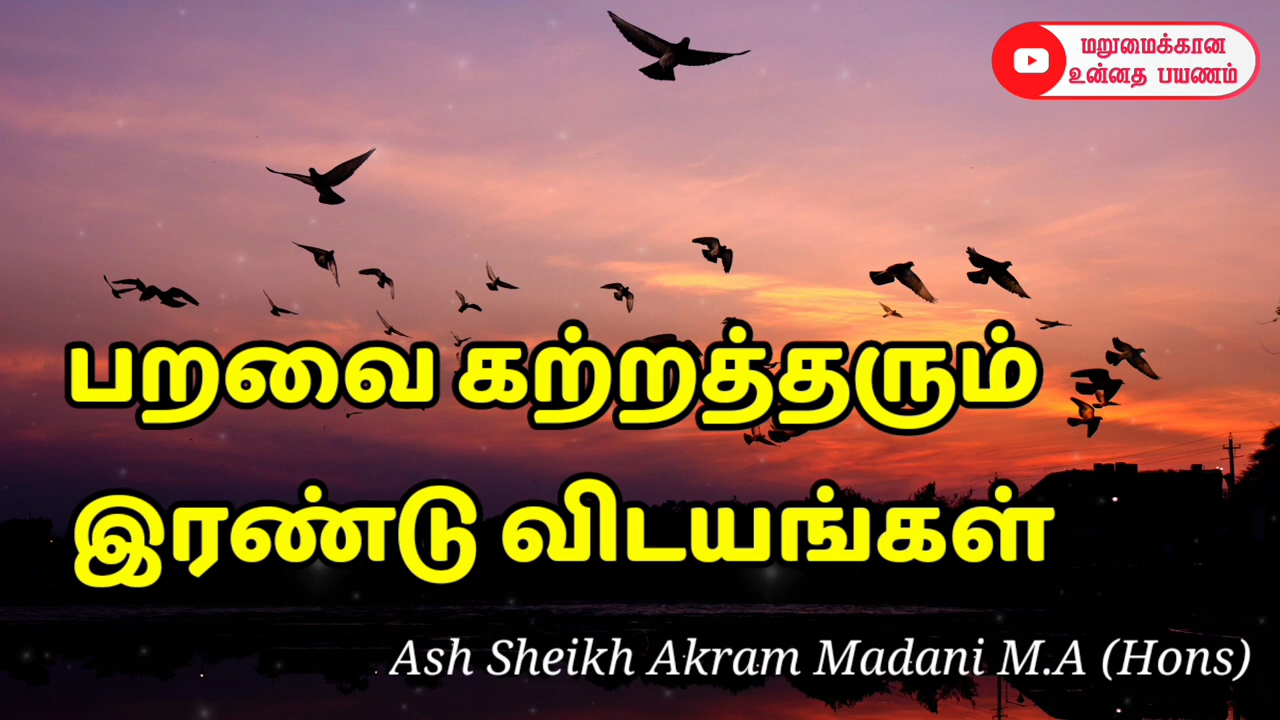 மறுமைக்கான
உன்னத பயணம்
பறவை கற்றத்தரும்
இரண்டு விடயங்கள்
Ash Sheikh Akram Madani M.A (Hons)